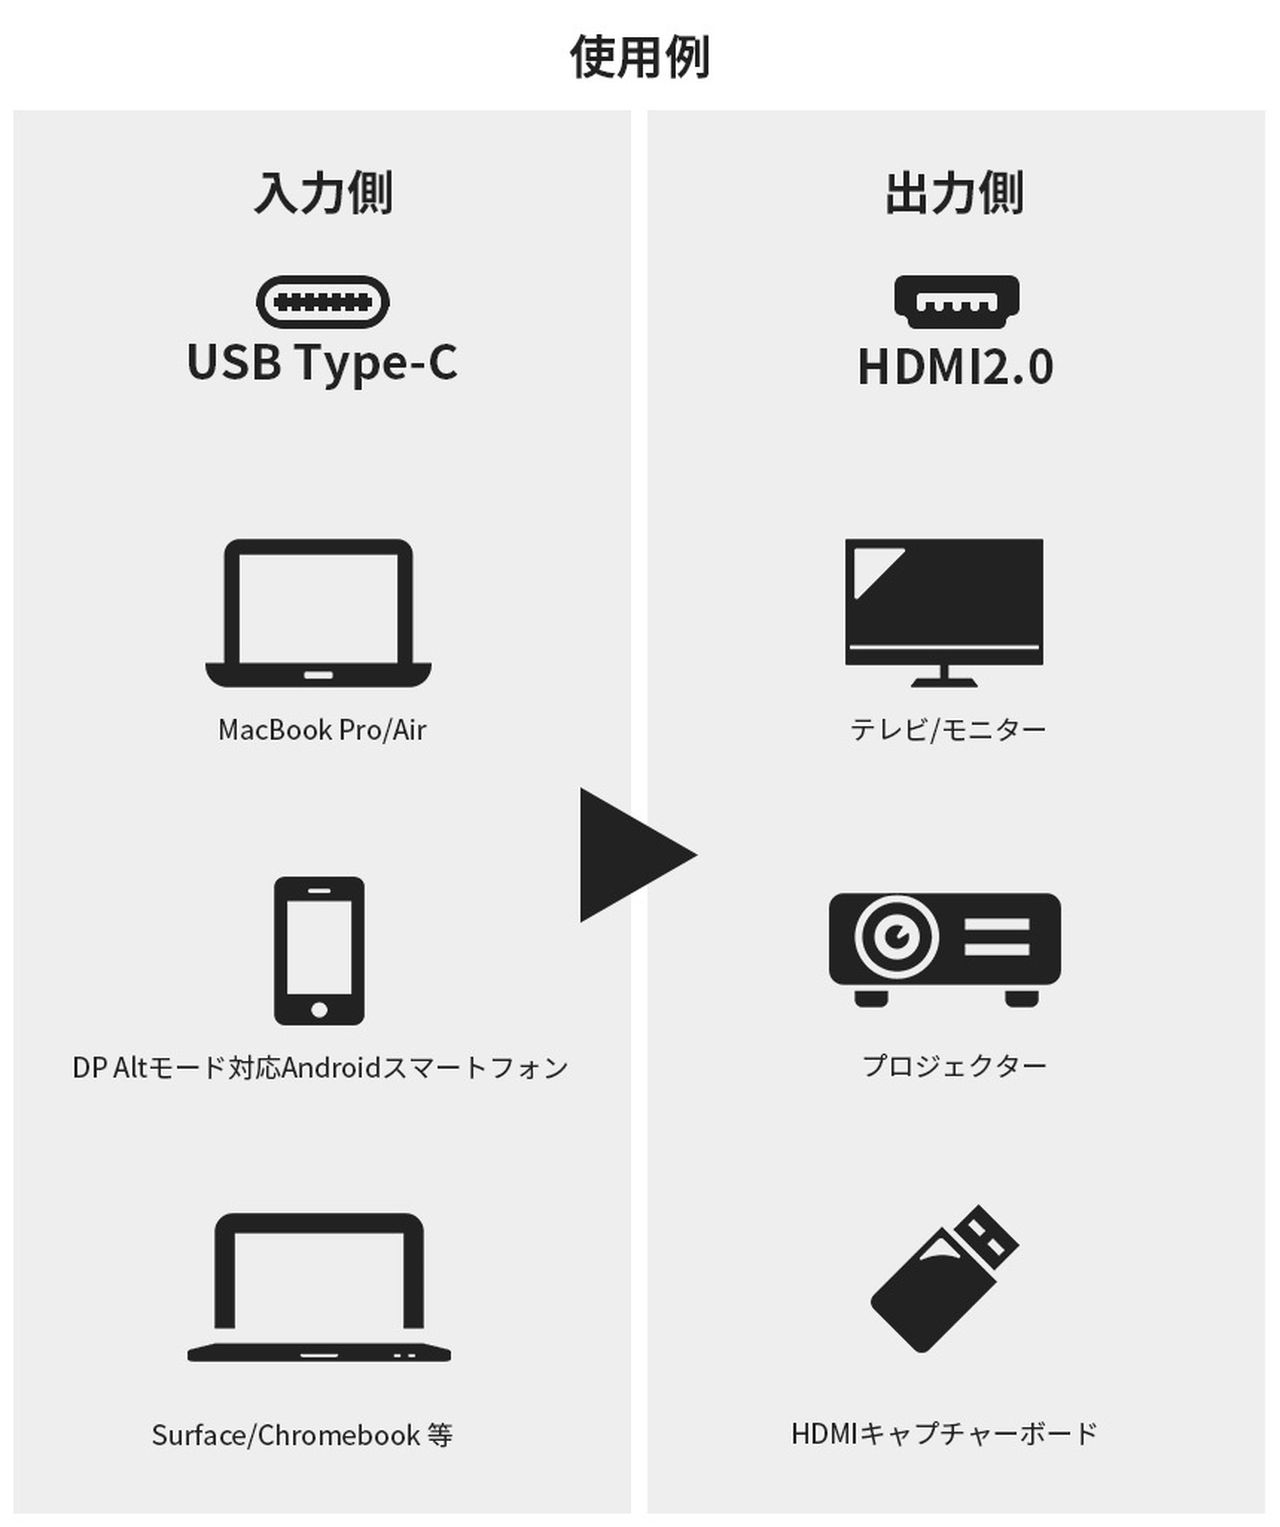 使用例
入力側
USB Type-C
MacBook Pro/Air
DP Altモード対応Androidスマートフォン
Surface/Chromebook 等
出力側
HDMI2.0
テレビ/モニター
プロジェクター
HDMIキャプチャーボード